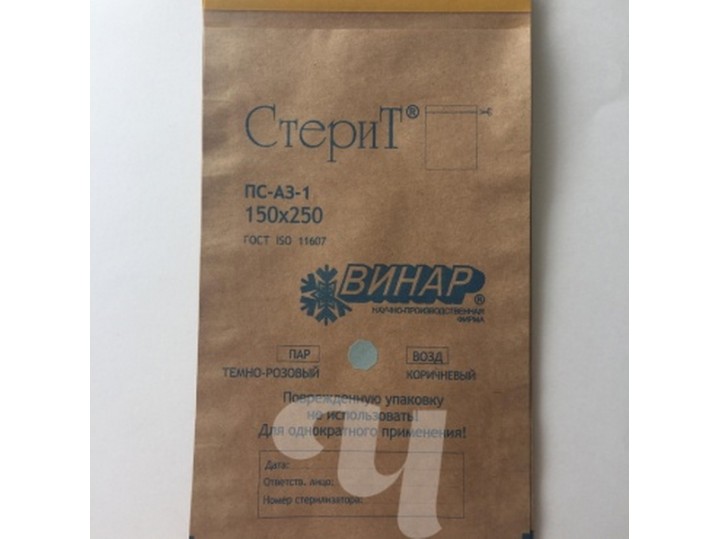 СтериТ®
ПС-АЗ-1
150х250
ГОСТ ISO 11607
ВИНАР®
НАУЧНО-ПРОИЗВОДСТВЕННАЯ
ФИРМА
ПАР ВОЗД
ТЕМНО-РОЗОВЫЙ КОРИЧНЕВЫЙ
Поврежденную упаковку
не использовать!
Для однократного применения!
Дата:
Ответств. лицо:
Номер стерилизатора:
Ч